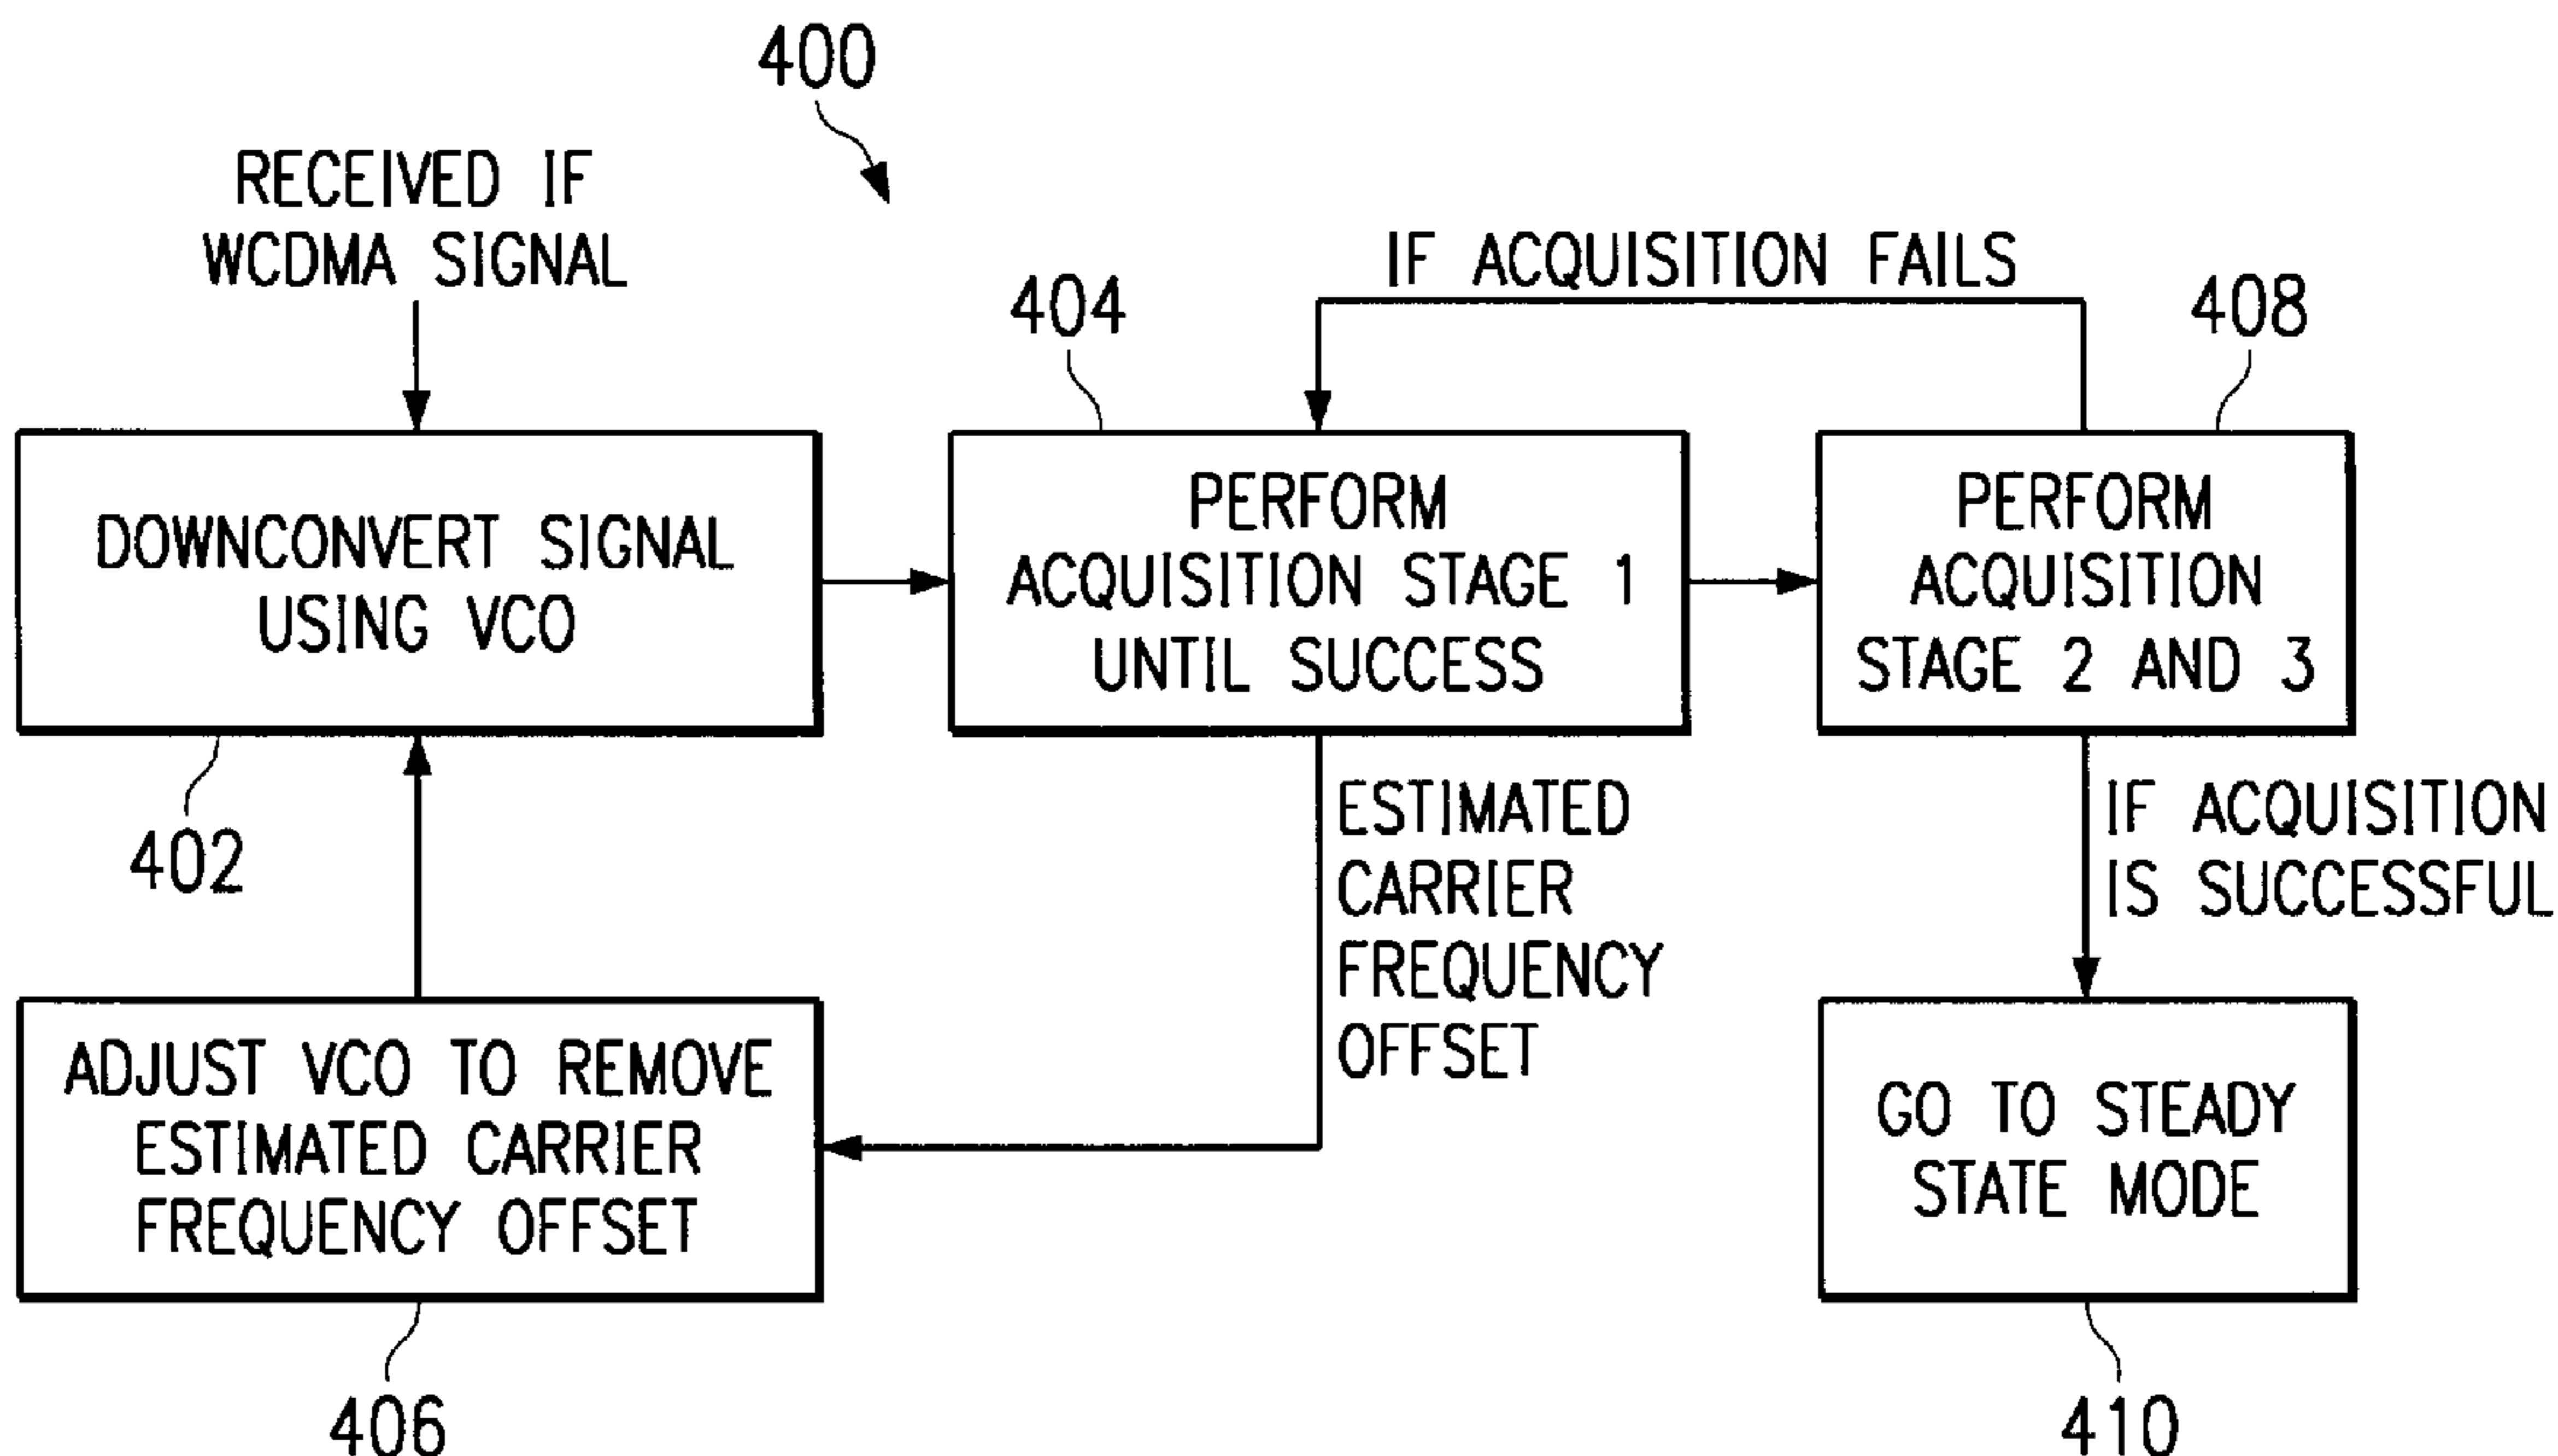 400
RECEIVED IF
WCDMA SIGNAL
IF ACQUISITION FAILS
404
408
DOWNCONVERT SIGNAL
USING VCO
PERFORM
ACQUISITION STAGE 1
UNTIL SUCCESS
PERFORM
ACQUISITION
STAGE 2 AND 3
402
ESTIMATED
CARRIER
FREQUENCY
OFFSET
IF ACQUISITION
IS SUCCESSFUL
ADJUST VCO TO REMOVE
ESTIMATED CARRIER
FREQUENCY OFFSET
GO TO STEADY
STATE MODE
406
410